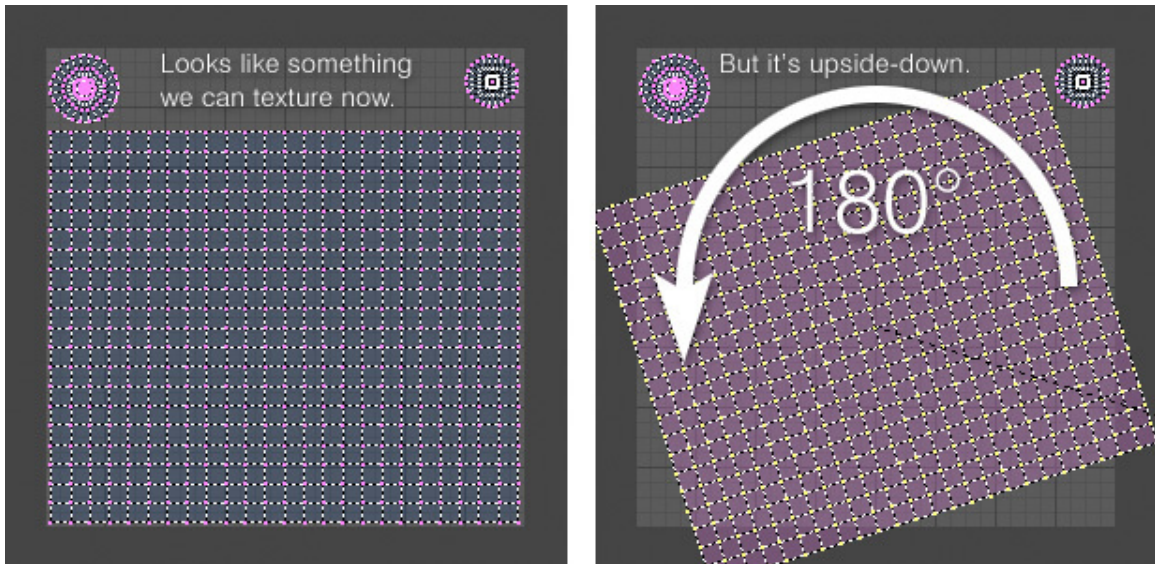 Looks like something
we can texture now.
But it's upside-down.
180°